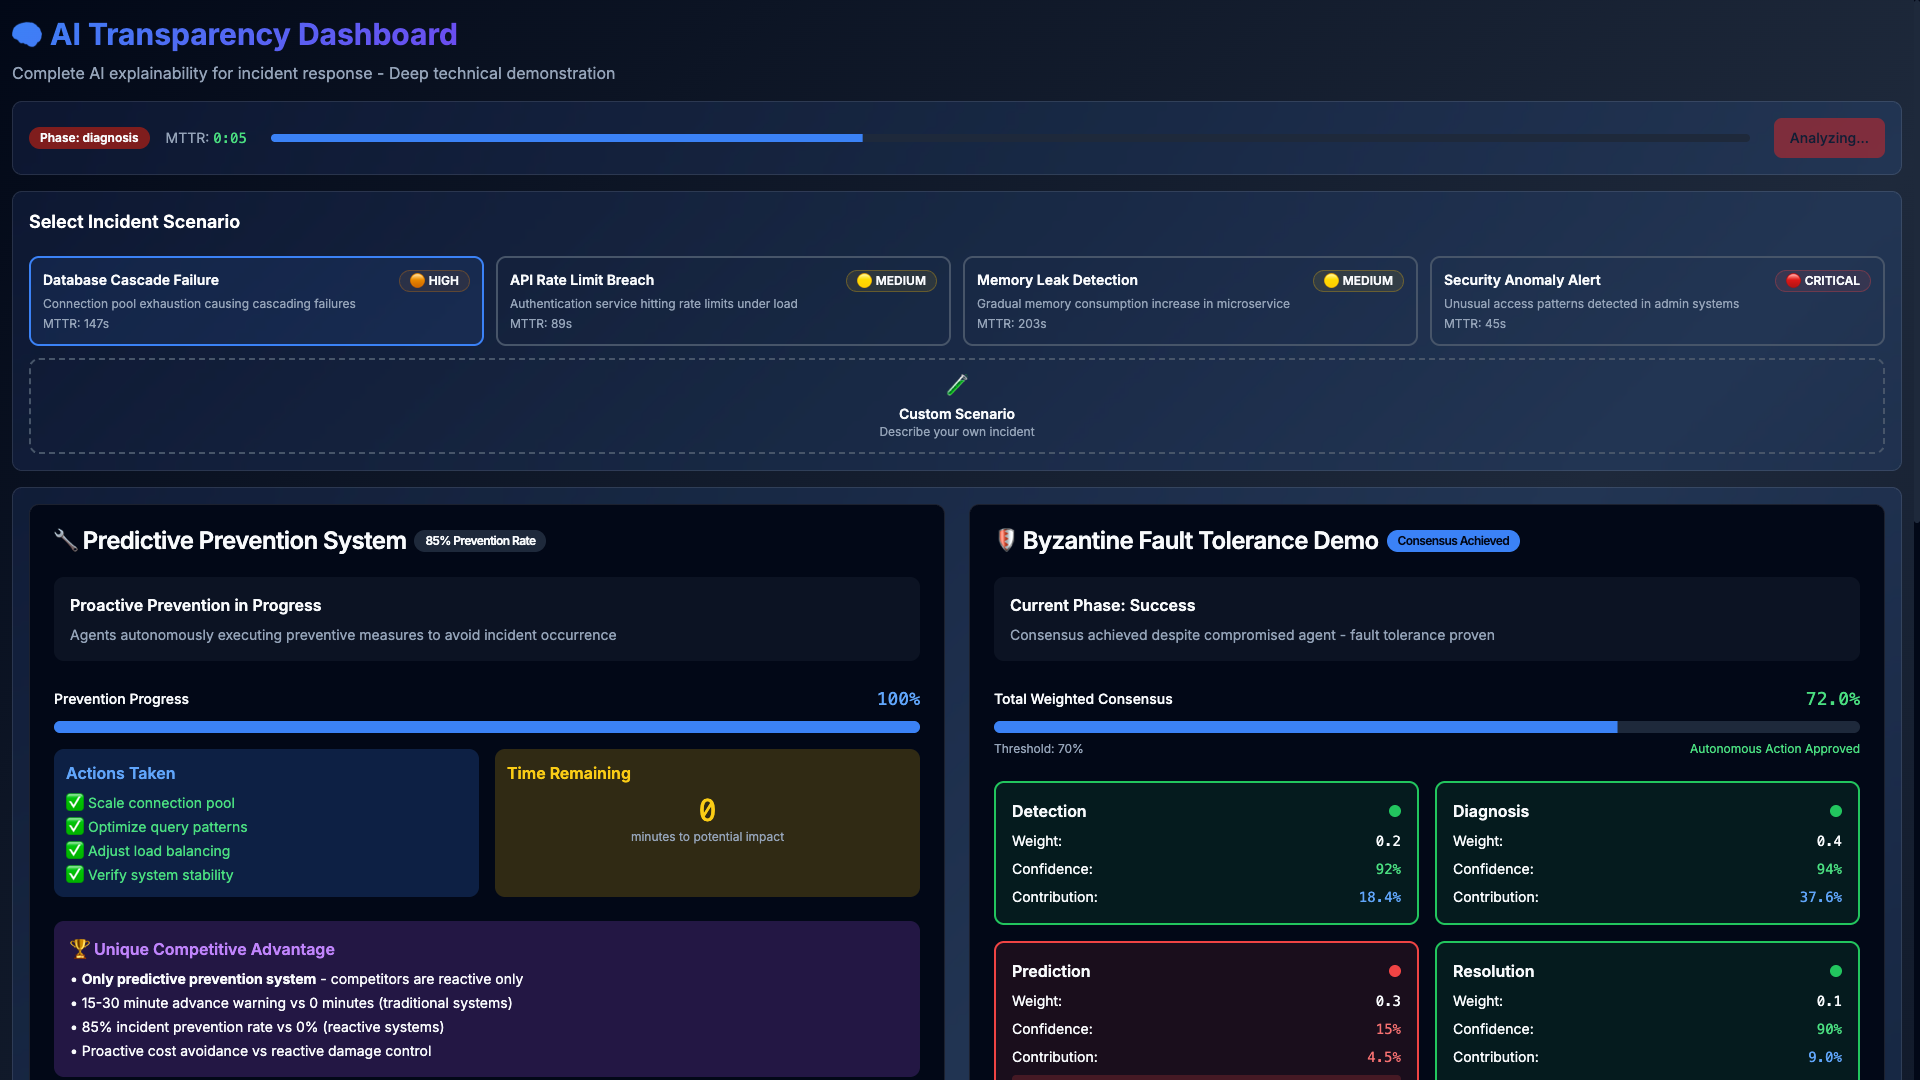 AI Transparency Dashboard
Complete AI explainability for incident response - Deep technical demonstration
Phase: diagnosis MTTR: 0:05 Analyzing...
Select Incident Scenario
Database Cascade Failure HIGH
Connection pool exhaustion causing cascading failures
MTTR: 147s
API Rate Limit Breach MEDIUM
Authentication service hitting rate limits under load
MTTR: 89s
Memory Leak Detection MEDIUM
Gradual memory consumption increase in microservice
MTTR: 203s
Security Anomaly Alert CRITICAL
Unusual access patterns detected in admin systems
MTTR: 45s
Custom Scenario
Describe your own incident
Predictive Prevention System 85% Prevention Rate
Proactive Prevention in Progress
Agents autonomously executing preventive measures to avoid incident occurrence
Prevention Progress 100%
Actions Taken
✅ Scale connection pool
✅ Optimize query patterns
✅ Adjust load balancing
✅ Verify system stability
Time Remaining
0
minutes to potential impact
Unique Competitive Advantage
• Only predictive prevention system - competitors are reactive only
• 15-30 minute advance warning vs 0 minutes (traditional systems)
• 85% incident prevention rate vs 0% (reactive systems)
• Proactive cost avoidance vs reactive damage control
Byzantine Fault Tolerance Demo Consensus Achieved
Current Phase: Success
Consensus achieved despite compromised agent - fault tolerance proven
Total Weighted Consensus 72.0%
Threshold: 70% Autonomous Action Approved
Detection
Weight: 0.2
Confidence: 92%
Contribution: 18.4%
Diagnosis
Weight: 0.4
Confidence: 94%
Contribution: 37.6%
Prediction
Weight: 0.3
Confidence: 15%
Contribution: 4.5%
Resolution
Weight: 0.1
Confidence: 90%
Contribution: 9.0%